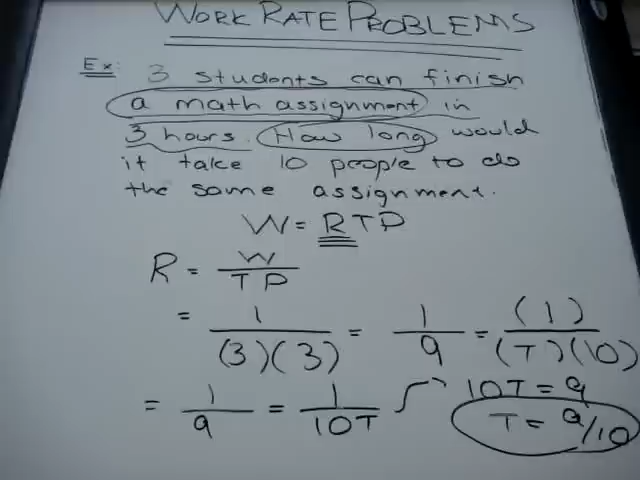 WORK RATE PROBLEMS
Ex: 3 students can finish
a math assignment in
3 hours. How long would
it take 10 people to do
the same assignment.
W = RTP
R = W / TP
= 1 / (3)(3) = 1 / 9 = (1) / (T)(10)
= 1 / 9 = 1 / 10T 10T = 9
T = 9/10